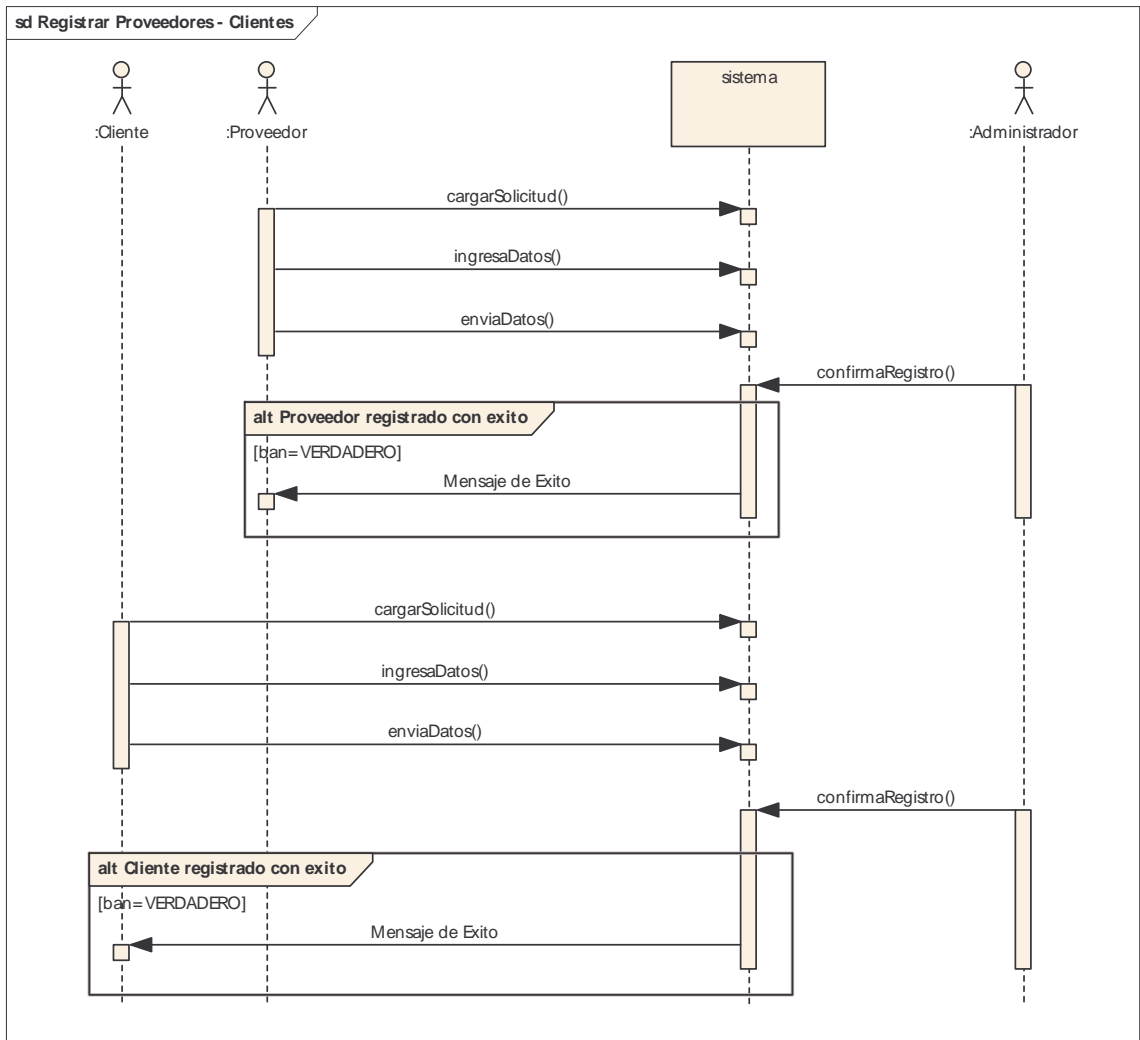 sd Registrar Proveedores - Clientes
:Cliente
:Proveedor
sistema
:Administrador
cargarSolicitud()
ingresaDatos()
enviaDatos()
confirmaRegistro()
alt Proveedor registrado con exito
[ban=VERDADERO]
Mensaje de Exito
cargarSolicitud()
ingresaDatos()
enviaDatos()
confirmaRegistro()
alt Cliente registrado con exito
[ban=VERDADERO]
Mensaje de Exito